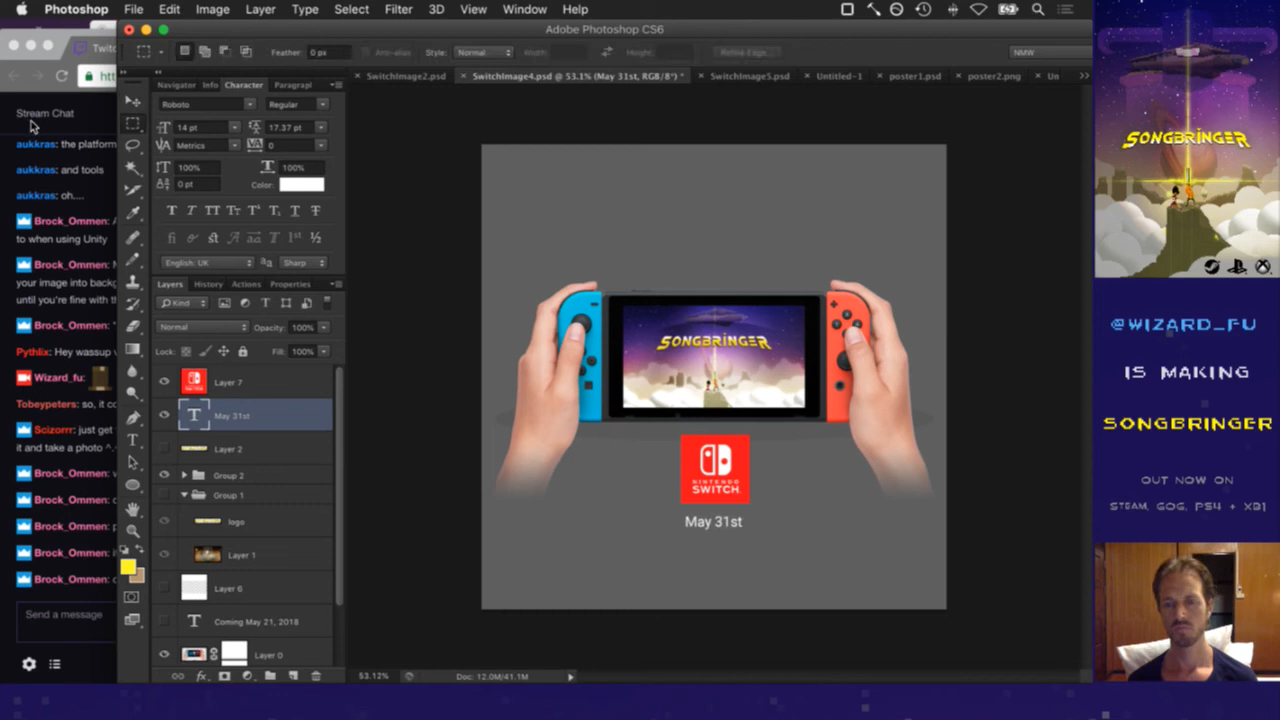 Photoshop File Edit Image Layer Type Select Filter 3D View Window Help
Adobe Photoshop CS6
Feather: 0 px Anti-alias Style: Normal Width: Height: Refine Edge... NMW
SwitchImage2.psd SwitchImage4.psd @ 53.1% (May 31st, RGB/8*) * SwitchImage5.psd Untitled-1 poster1.psd poster2.png Un
Twitc
htt
Stream Chat
aukkras: the platform
aukkras: and tools
aukkras: oh....
Brock_Ommen:
to when using Unity
Brock_Ommen:
your image into backg
until you're fine with th
Brock_Ommen:
Pythlix: Hey wassup
Wizard_fu:
Tobeypeters: so, it co
Scizorrr: just get
it and take a photo ^.
Brock_Ommen:
Brock_Ommen:
Brock_Ommen:
Brock_Ommen:
Brock_Ommen:
Send a message
Navigator Info Character Paragrapl
Roboto Regular
14 pt 17.37 pt
Metrics 0
100% 100%
0 pt Color:
English: UK Sharp
Layers History Actions Properties
Kind
Normal Opacity: 100%
Lock: Fill: 100%
Layer 7
May 31st
Layer 2
Group 2
Group 1
logo
Layer 1
Layer 6
Coming May 21, 2018
Layer 0
SONGBRINGER
NINTENDO
SWITCH
May 31st
53.12% Doc: 12.0M/41.1M
SONGBRINGER
@WIZARD_FU
IS MAKING
SONGBRINGER
OUT NOW ON
STEAM, GOG, PS4 + XB1